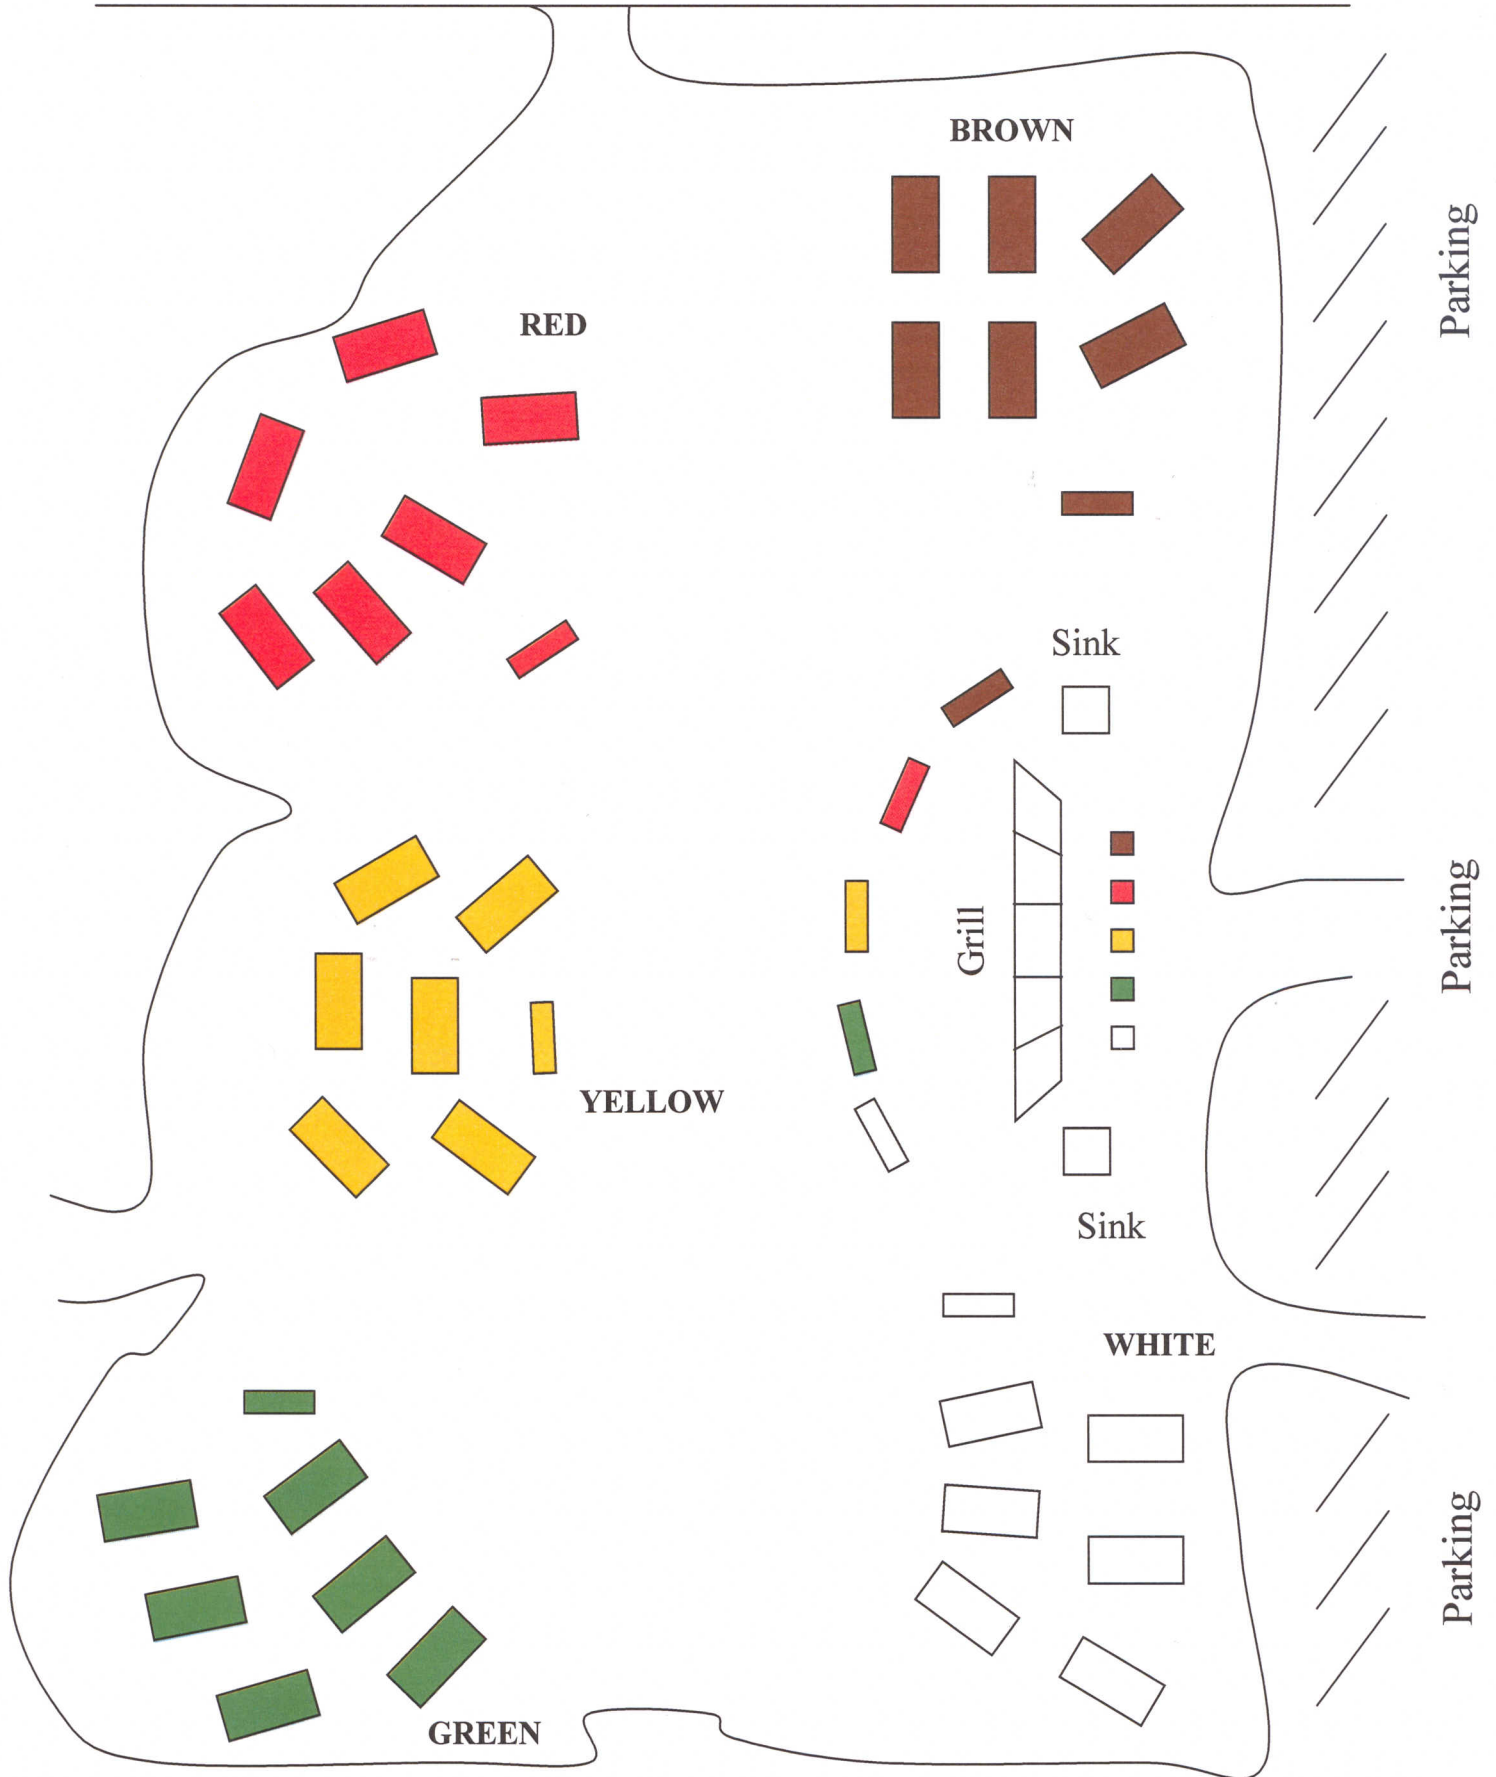 BROWN
Parking
RED
Sink
Parking
Grill
YELLOW
Sink
WHITE
Parking
GREEN